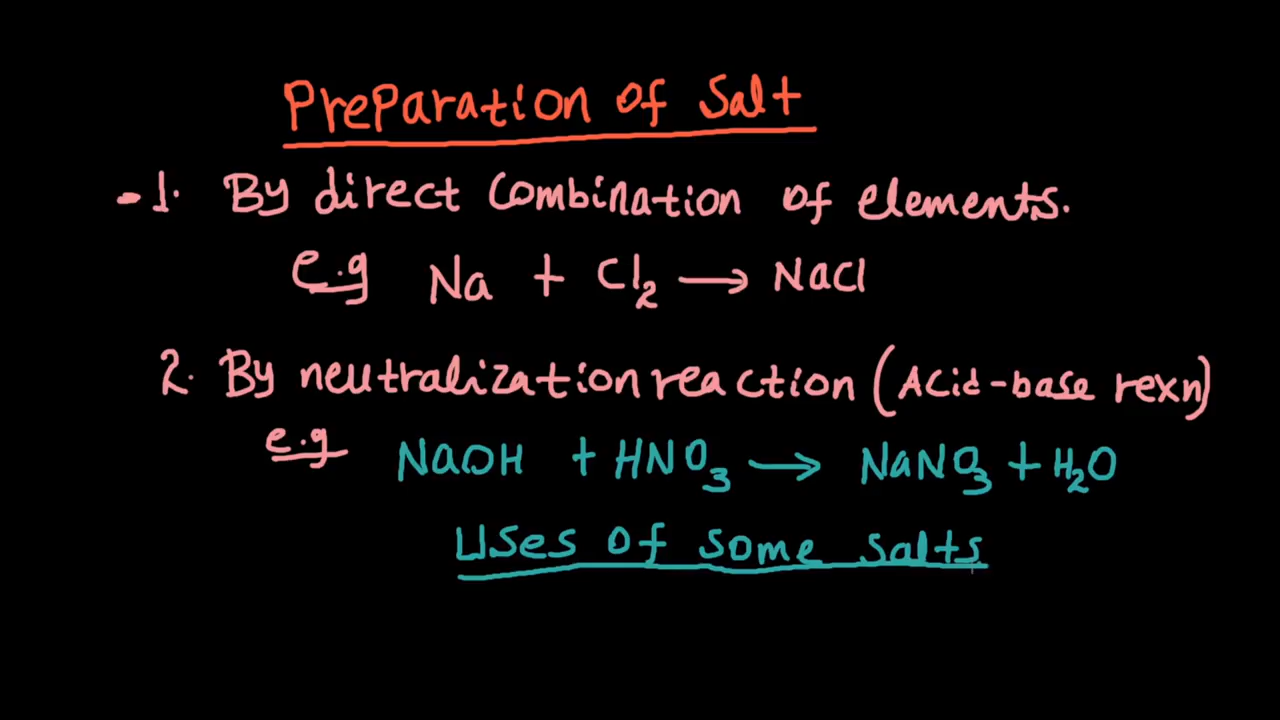 Preparation of Salt
-1. By direct Combination of elements.
e.g Na + Cl₂ → NaCl
2. By neutralization reaction (Acid-base rexn)
e.g NaOH + HNO₃ → NaNO₃ + H₂O
Uses of some salts